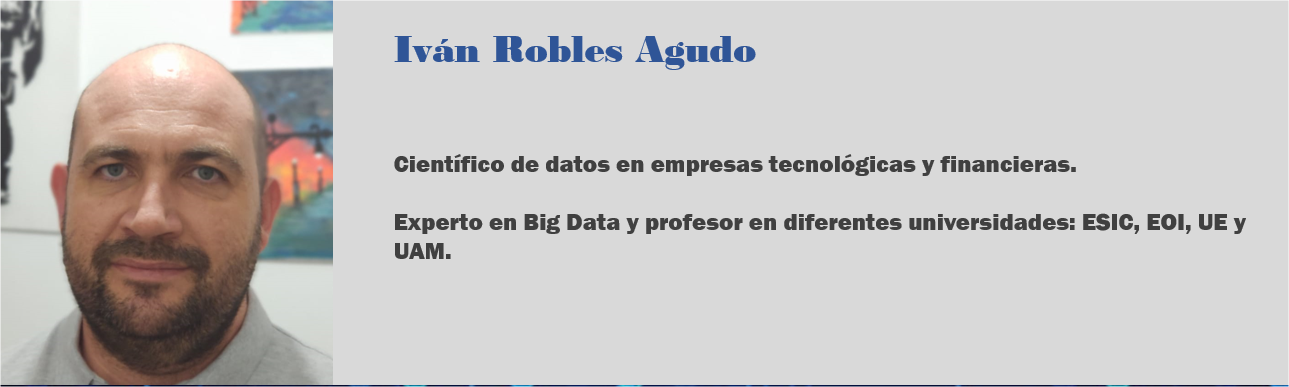 Iván Robles Agudo
Científico de datos en empresas tecnológicas y financieras.
Experto en Big Data y profesor en diferentes universidades: ESIC, EOI, UE y
UAM.